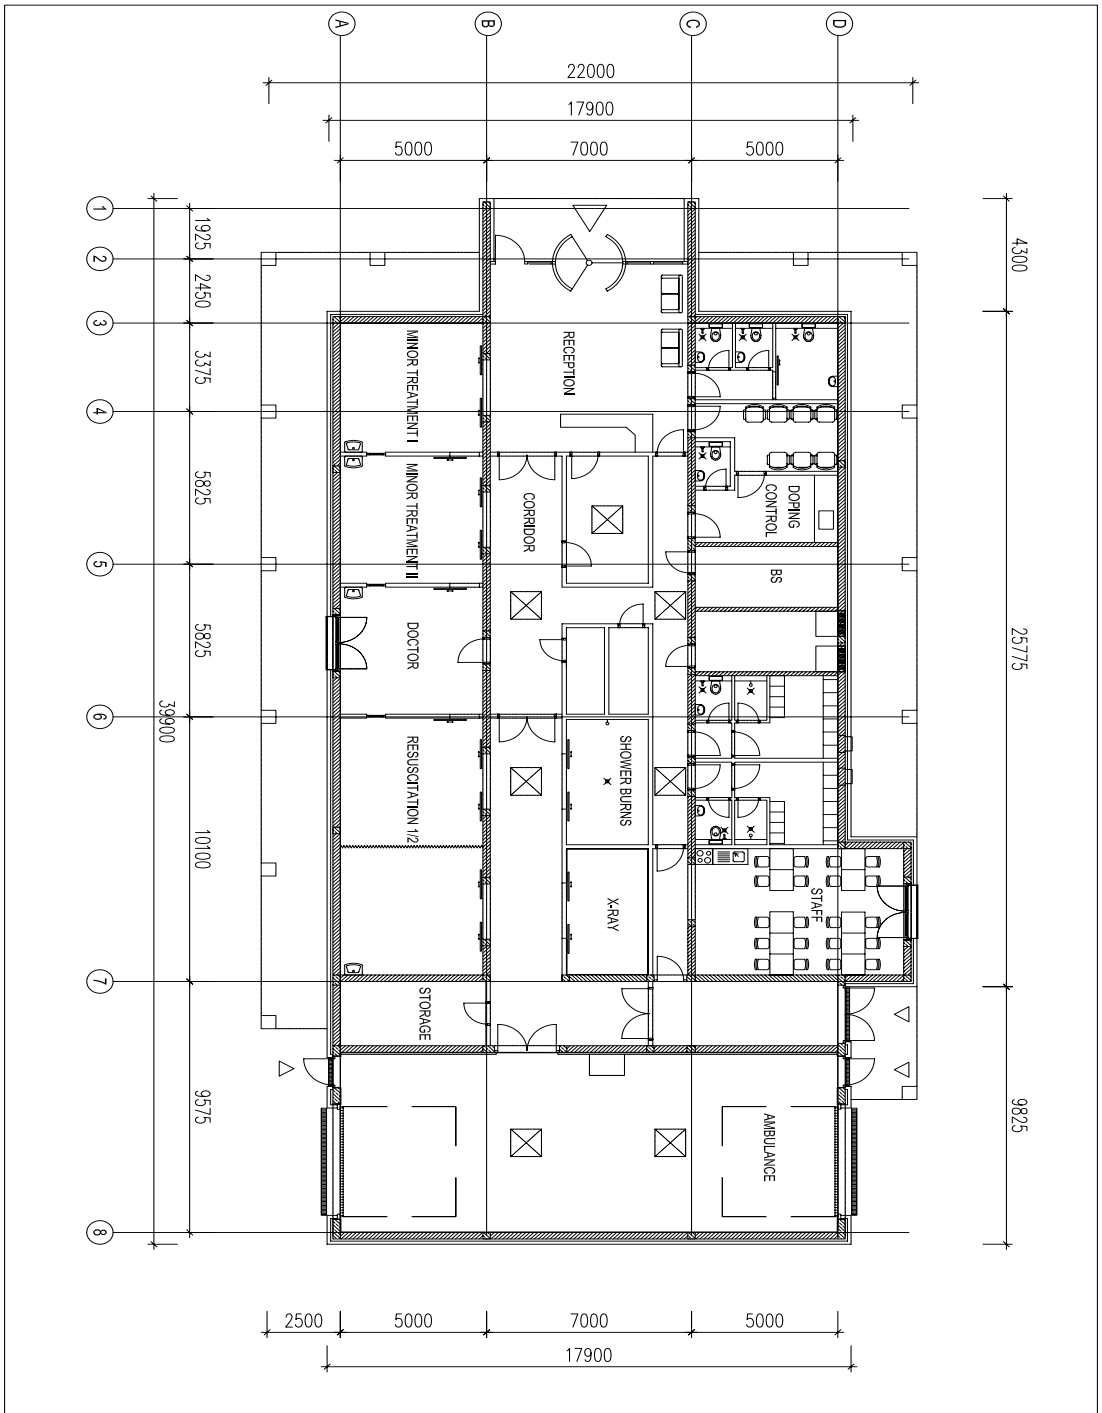 A
B
C
D
22000
17900
5000
7000
5000
1
1925
4300
2
2450
3
3375
MINOR TREATMENT I
RECEPTION
4
5825
MINOR TREATMENT II
CORRIDOR
DOPING
CONTROL
5
BS
5825
DOCTOR
25775
6
39900
10100
RESUSCITATION 1/2
SHOWER BURNS
X-RAY
STAFF
7
STORAGE
9575
AMBULANCE
9825
8
2500
5000
7000
5000
17900